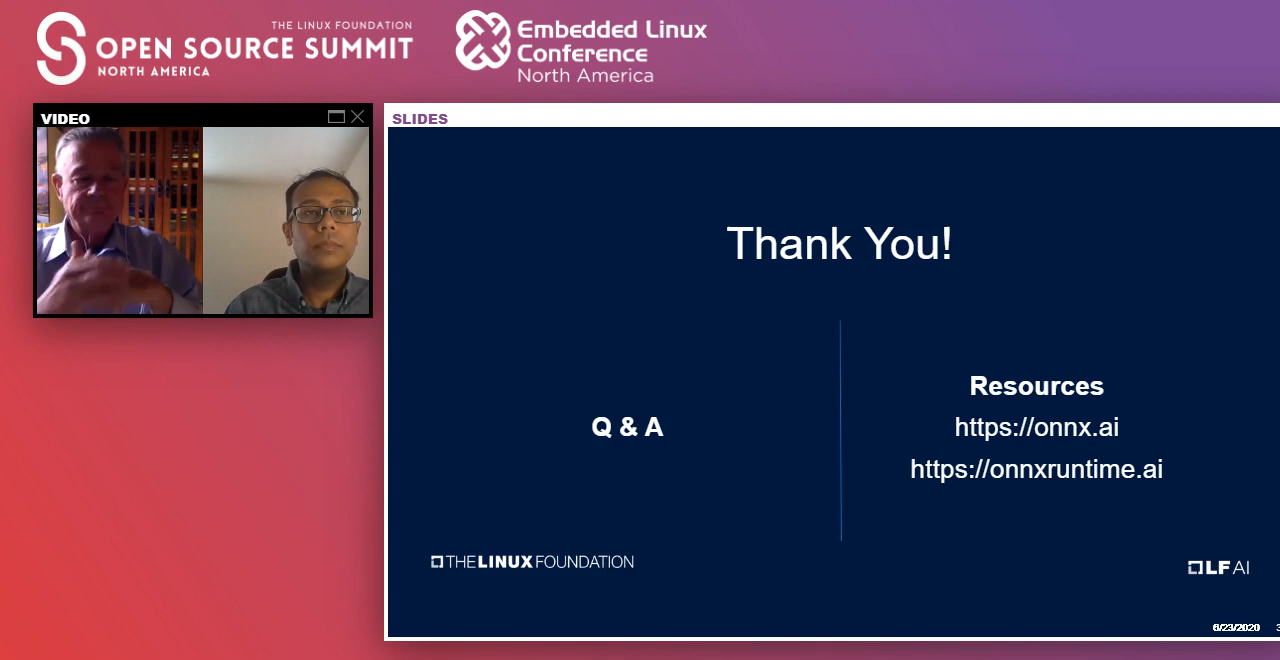 THE LINUX FOUNDATION
OPEN SOURCE SUMMIT
NORTH AMERICA
Embedded Linux
Conference
North America
VIDEO
SLIDES
Thank You!
Q & A
Resources
https://onnx.ai
https://onnxruntime.ai
THE LINUX FOUNDATION
LF AI
6/23/2020